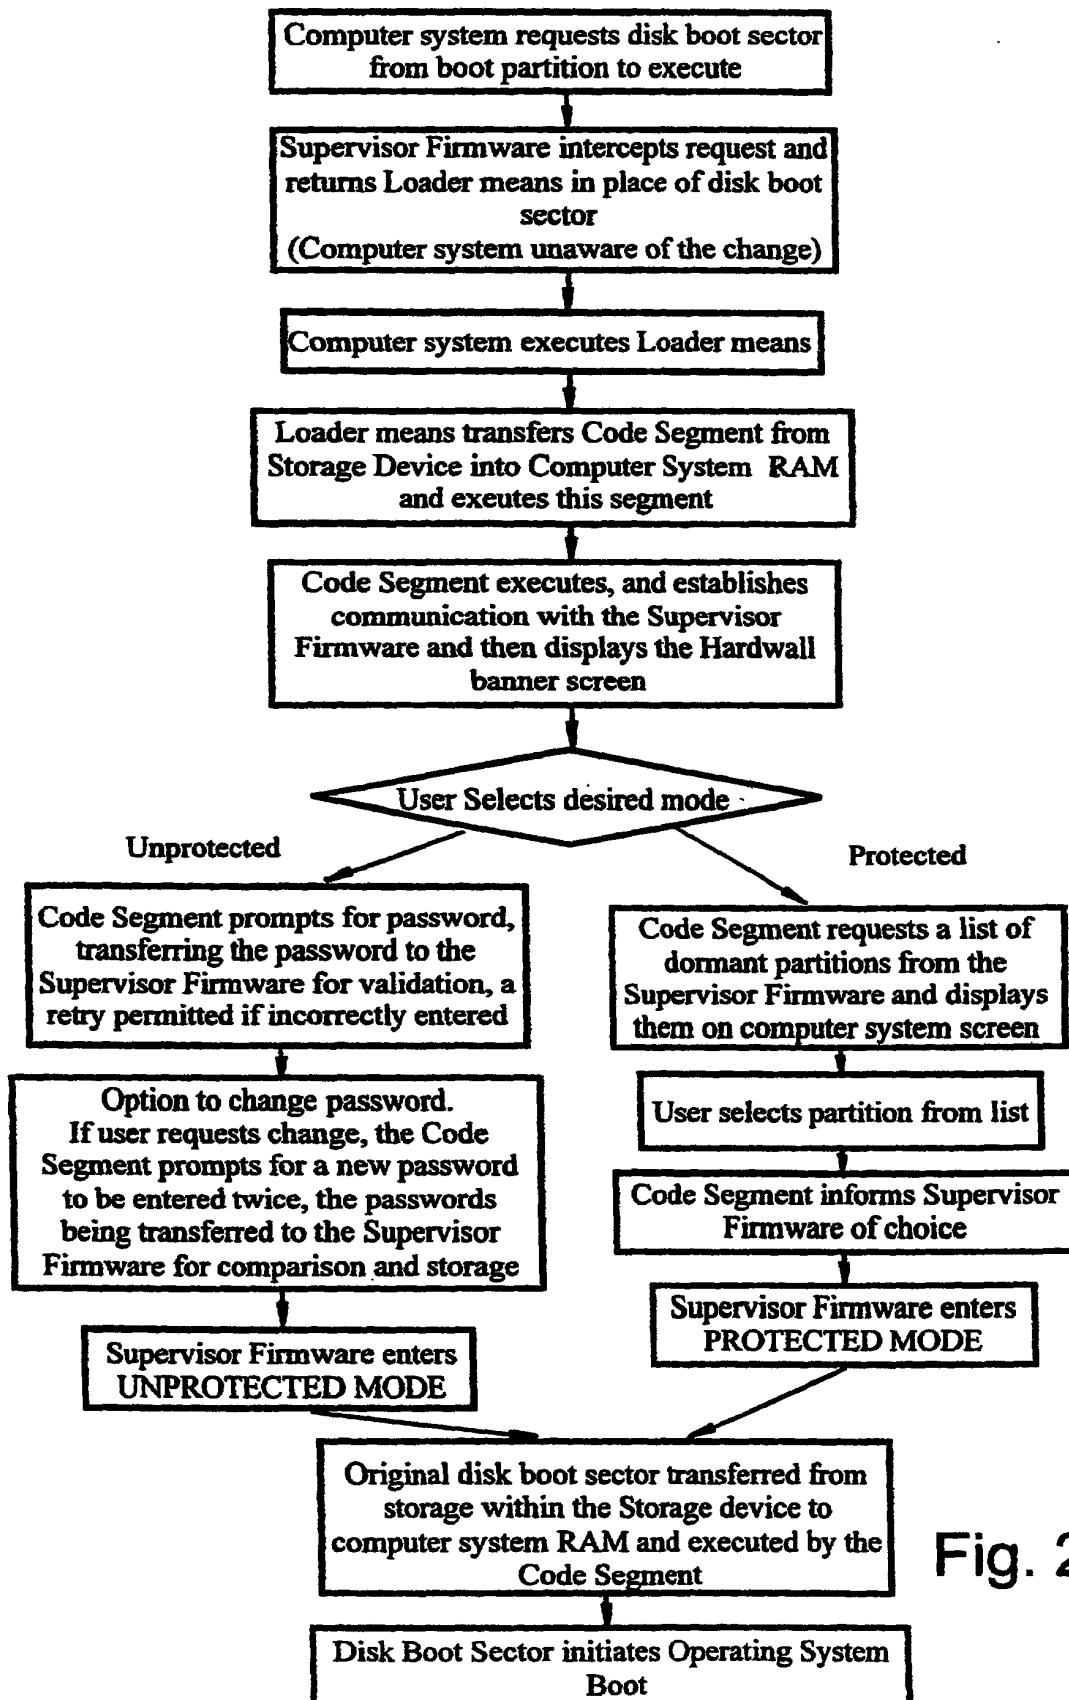 Computer system requests disk boot sector
from boot partition to execute
Supervisor Firmware intercepts request and
returns Loader means in place of disk boot
sector
(Computer system unaware of the change)
Computer system executes Loader means
Loader means transfers Code Segment from
Storage Device into Computer System RAM
and exeutes this segment
Code Segment executes, and establishes
communication with the Supervisor
Firmware and then displays the Hardwall
banner screen
User Selects desired mode
Unprotected
Code Segment prompts for password,
transferring the password to the
Supervisor Firmware for validation, a
retry permitted if incorrectly entered
Option to change password.
If user requests change, the Code
Segment prompts for a new password
to be entered twice, the passwords
being transferred to the Supervisor
Firmware for comparison and storage
Supervisor Firmware enters
UNPROTECTED MODE
Protected
Code Segment requests a list of
dormant partitions from the
Supervisor Firmware and displays
them on computer system screen
User selects partition from list
Code Segment informs Supervisor
Firmware of choice
Supervisor Firmware enters
PROTECTED MODE
Original disk boot sector transferred from
storage within the Storage device to
computer system RAM and executed by the
Code Segment
Disk Boot Sector initiates Operating System
Boot
Fig. 2